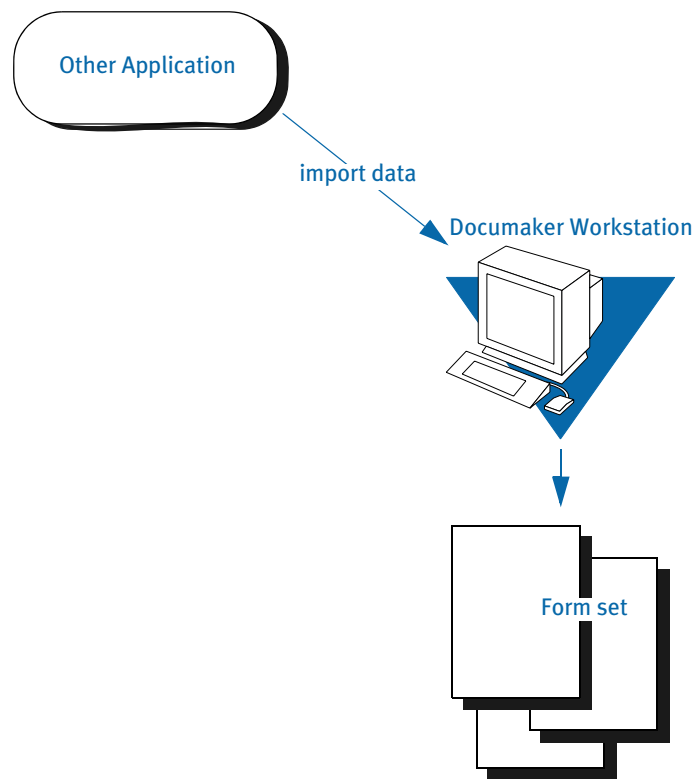 Other Application
import data
Documaker Workstation
Form set